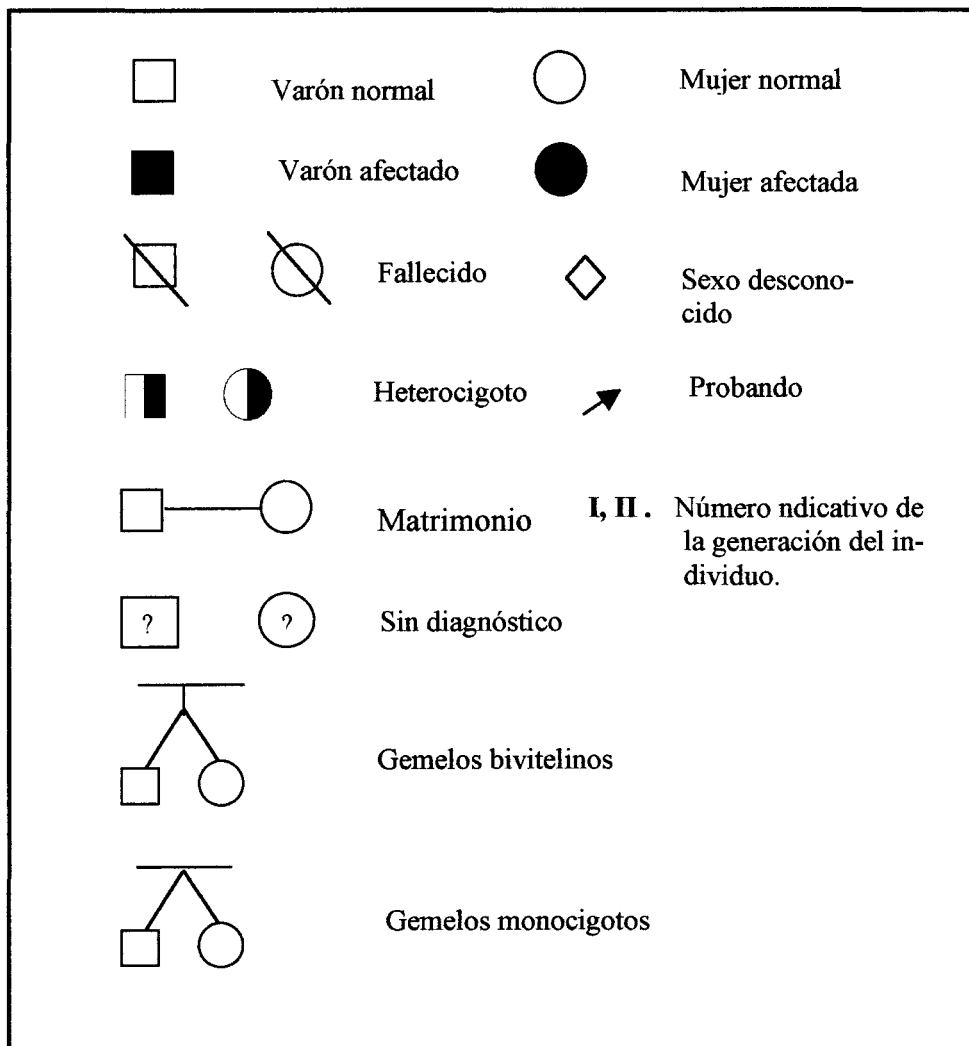 Varón normal
Mujer normal
Varón afectado
Mujer afectada
Fallecido
Sexo descono-
cido
Heterocigoto
Probando
Matrimonio
I, II . Número ndicativo de
la generación del in-
dividuo.
? ? Sin diagnóstico
Gemelos bivitelinos
Gemelos monocigotos